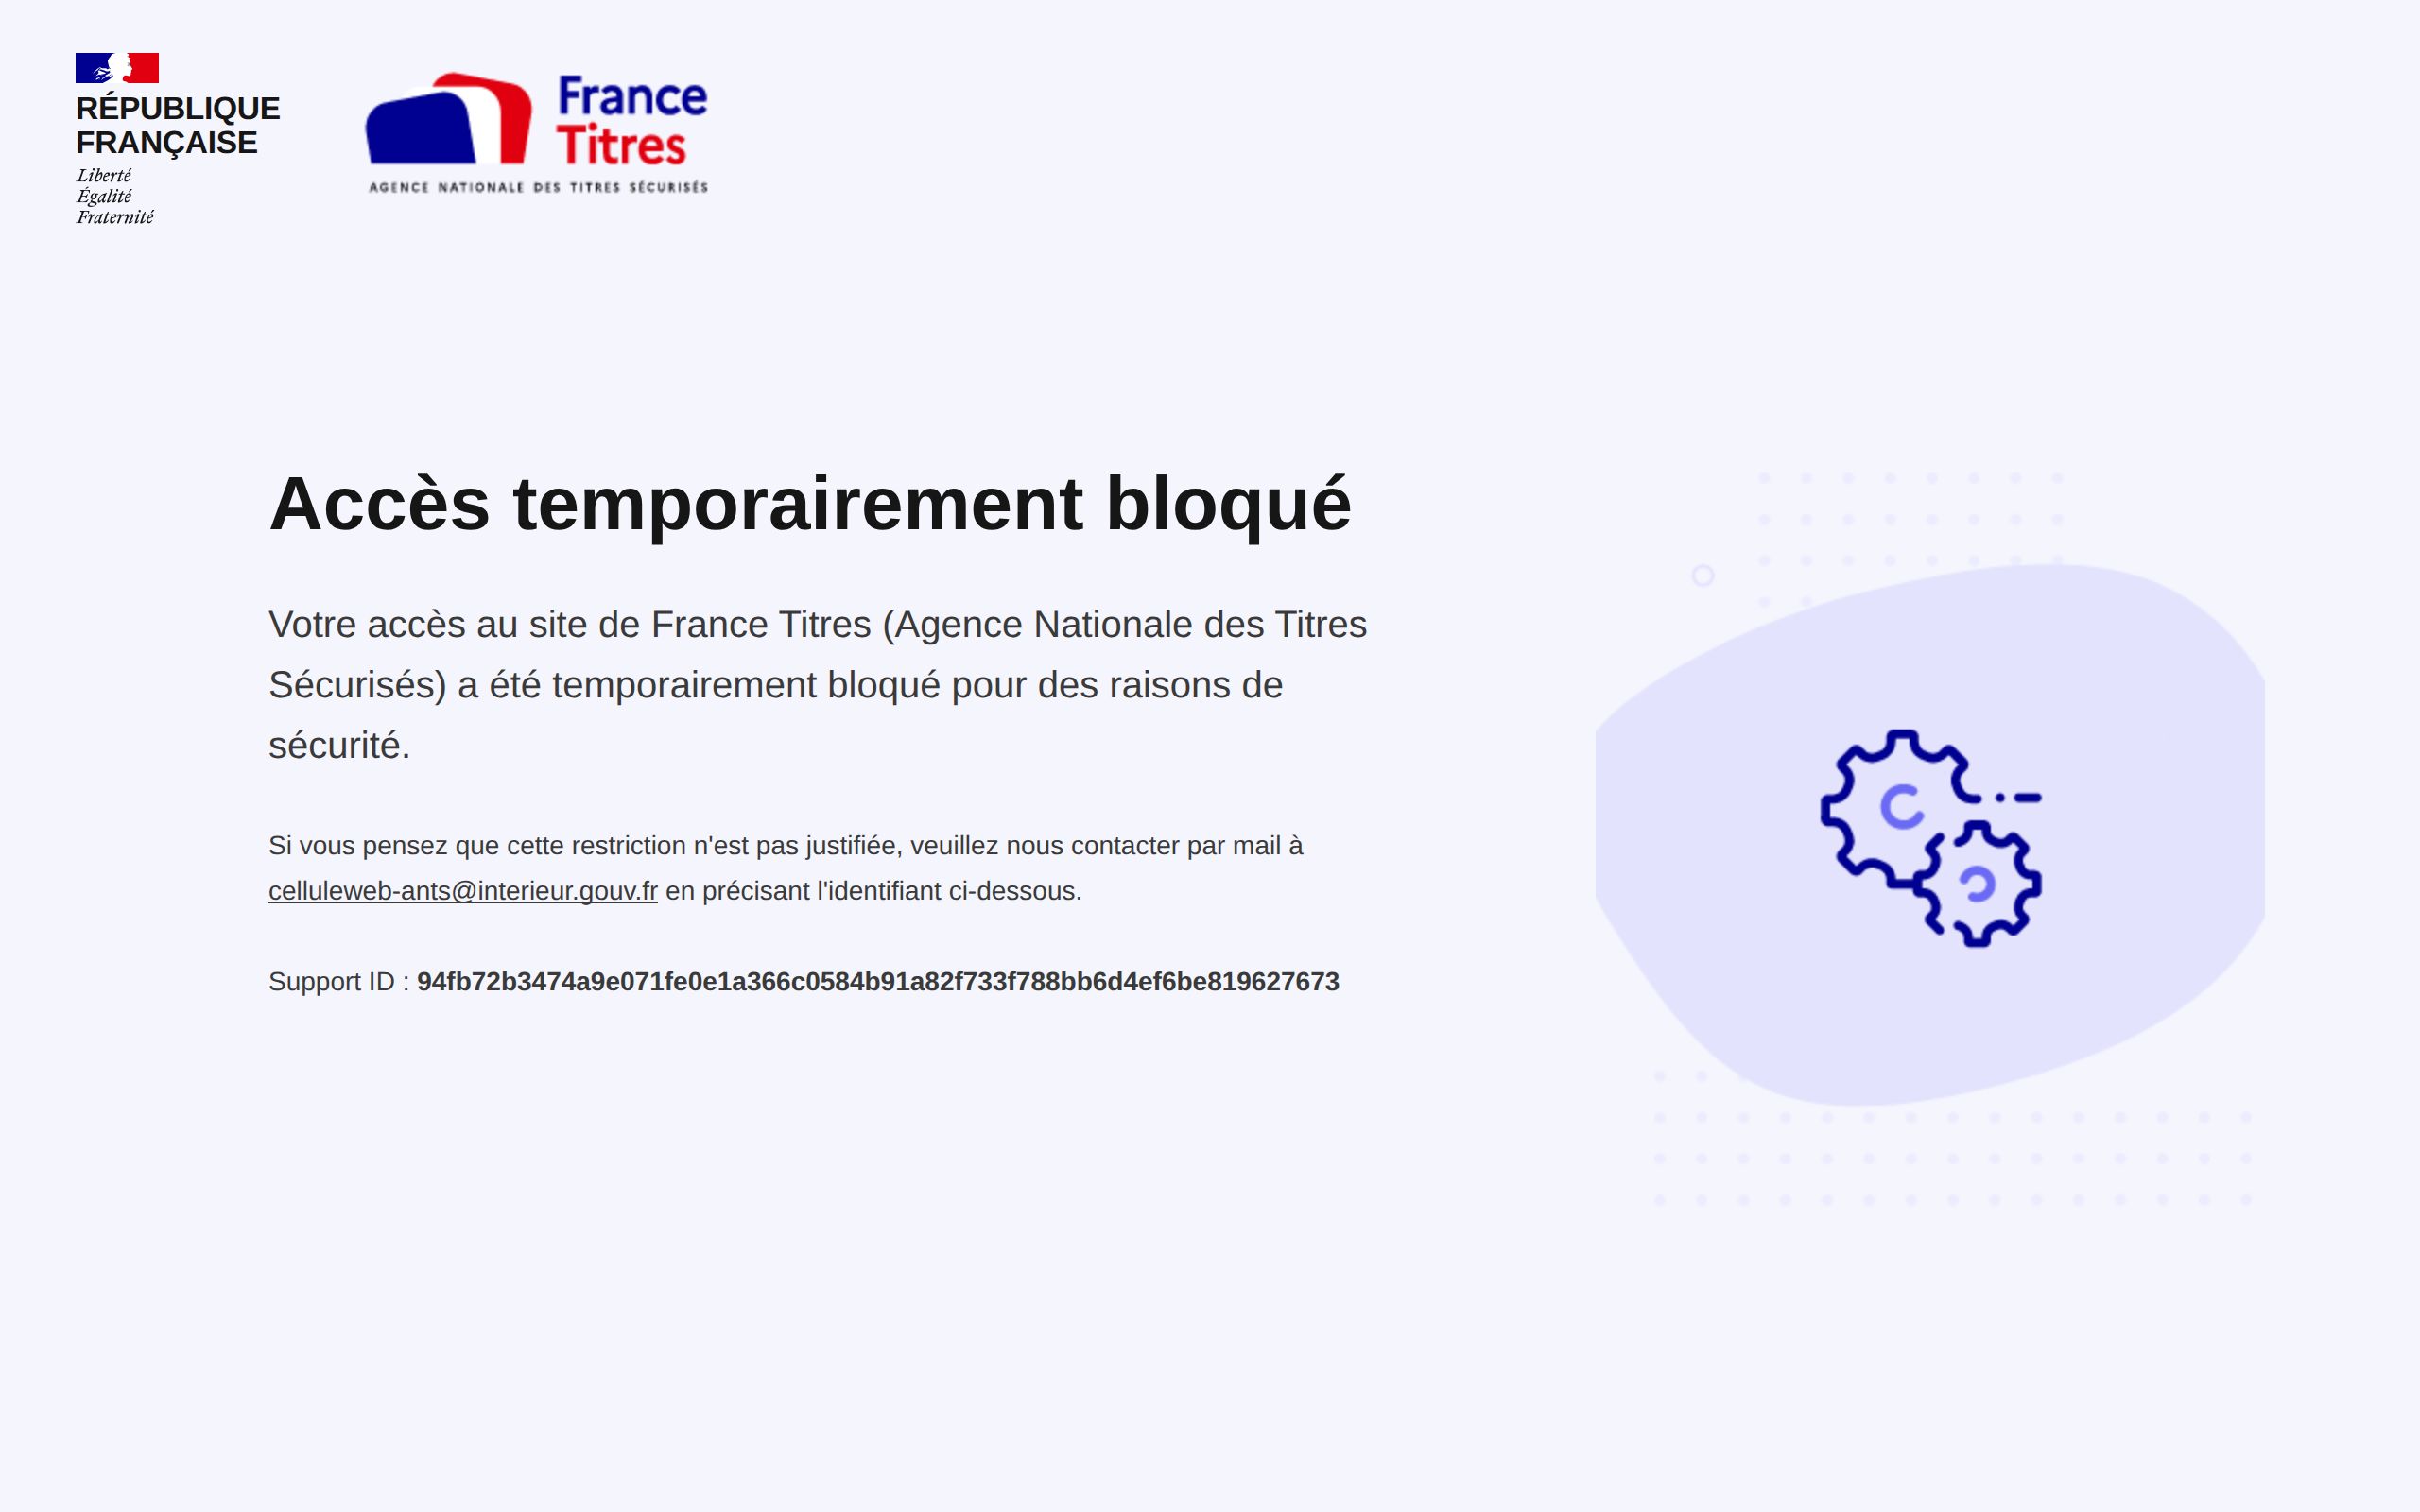 RÉPUBLIQUE
FRANÇAISE
Liberté
Égalité
Fraternité
France
Titres
AGENCE NATIONALE DES TITRES SÉCURISÉS
Accès temporairement bloqué
Votre accès au site de France Titres (Agence Nationale des Titres
Sécurisés) a été temporairement bloqué pour des raisons de
sécurité.
Si vous pensez que cette restriction n'est pas justifiée, veuillez nous contacter par mail à
celluleweb-ants@interieur.gouv.fr en précisant l'identifiant ci-dessous.
Support ID : 94fb72b3474a9e071fe0e1a366c0584b91a82f733f788bb6d4ef6be819627673